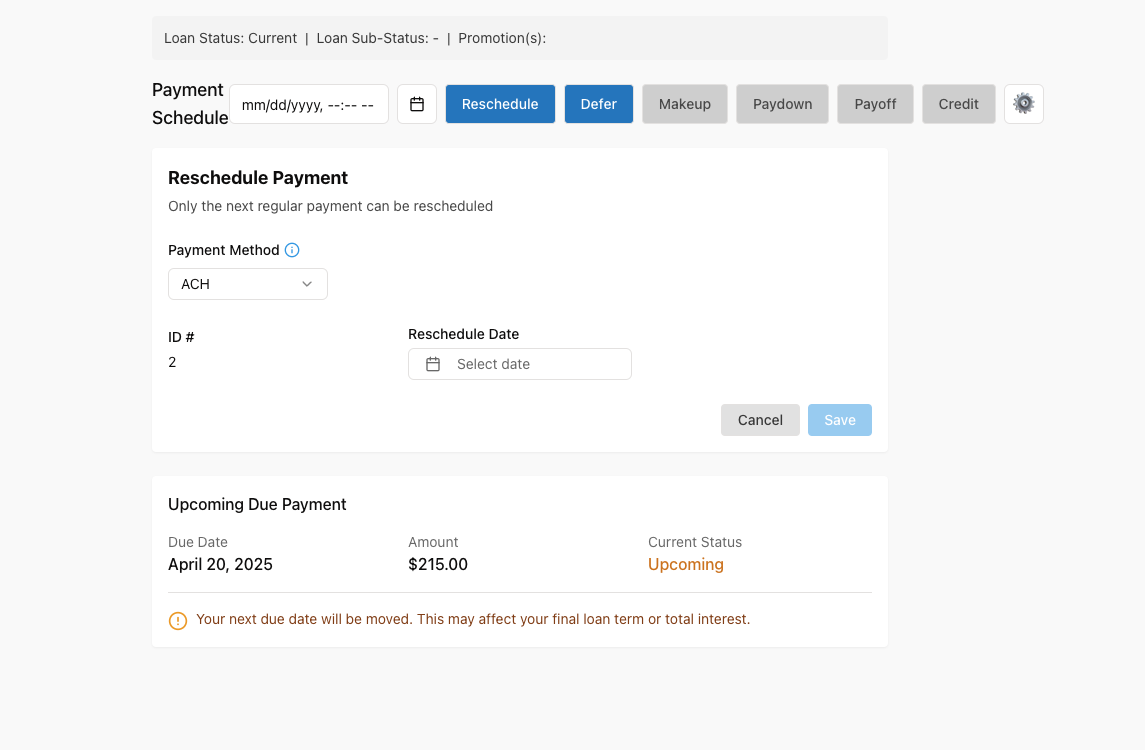 Loan Status: Current | Loan Sub-Status: - | Promotion(s):
Payment
Schedule
mm/dd/yyyy, --:-- -- Reschedule Defer Makeup Paydown Payoff Credit
Reschedule Payment
Only the next regular payment can be rescheduled
Payment Method
ACH
ID #
2
Reschedule Date
Select date
Cancel Save
Upcoming Due Payment
Due Date Amount Current Status
April 20, 2025 $215.00 Upcoming
Your next due date will be moved. This may affect your final loan term or total interest.